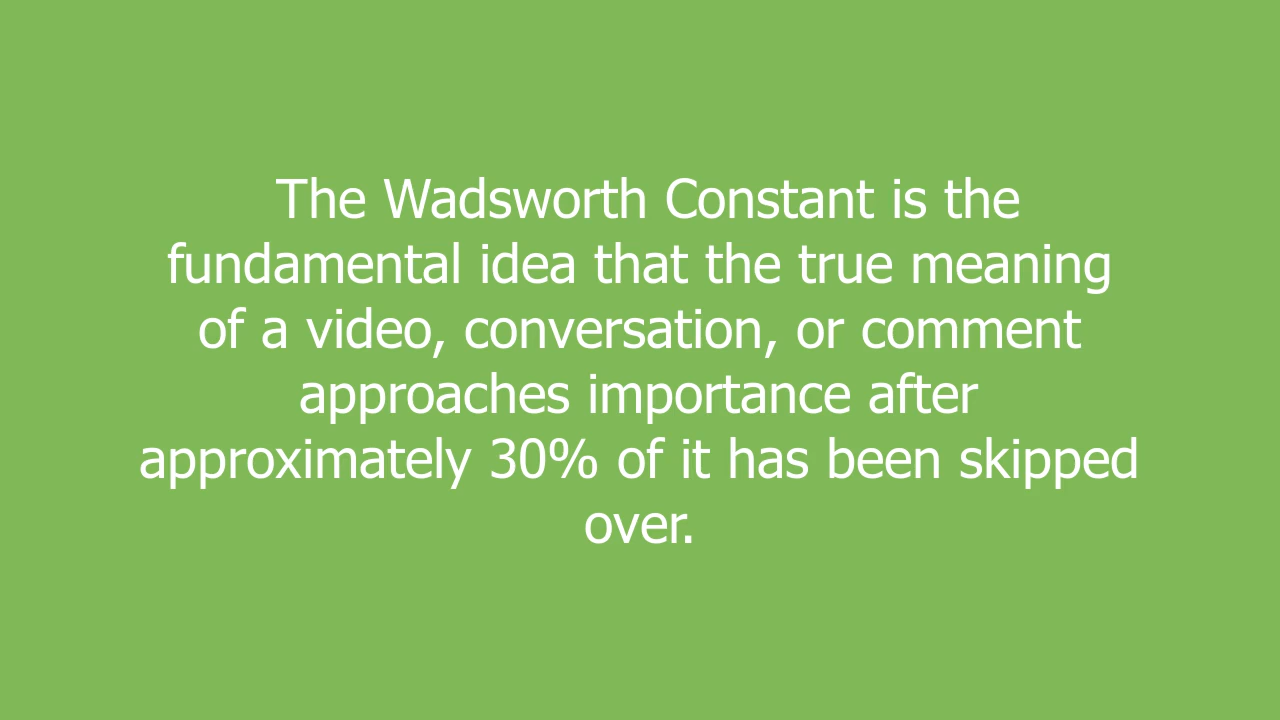 The Wadsworth Constant is the
fundamental idea that the true meaning
of a video, conversation, or comment
approaches importance after
approximately 30% of it has been skipped
over.